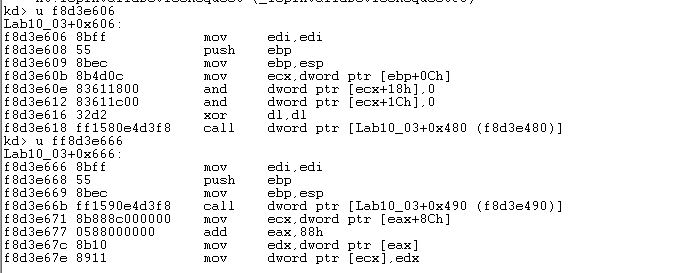 kd> u f8d3e606
Lab10_03+0x606:
f8d3e606 8bff mov edi,edi
f8d3e608 55 push ebp
f8d3e609 8bec mov ebp,esp
f8d3e60b 8b4d0c mov ecx,dword ptr [ebp+0Ch]
f8d3e60e 83611800 and dword ptr [ecx+18h],0
f8d3e612 83611c00 and dword ptr [ecx+1Ch],0
f8d3e616 32d2 xor dl,dl
f8d3e618 ff1580e4d3f8 call dword ptr [Lab10_03+0x480 (f8d3e480)]
kd> u ff8d3e666
Lab10_03+0x666:
f8d3e666 8bff mov edi,edi
f8d3e668 55 push ebp
f8d3e669 8bec mov ebp,esp
f8d3e66b ff1590e4d3f8 call dword ptr [Lab10_03+0x490 (f8d3e490)]
f8d3e671 8b888c000000 mov ecx,dword ptr [eax+8Ch]
f8d3e677 0588000000 add eax,88h
f8d3e67c 8b10 mov edx,dword ptr [eax]
f8d3e67e 8911 mov dword ptr [ecx],edx